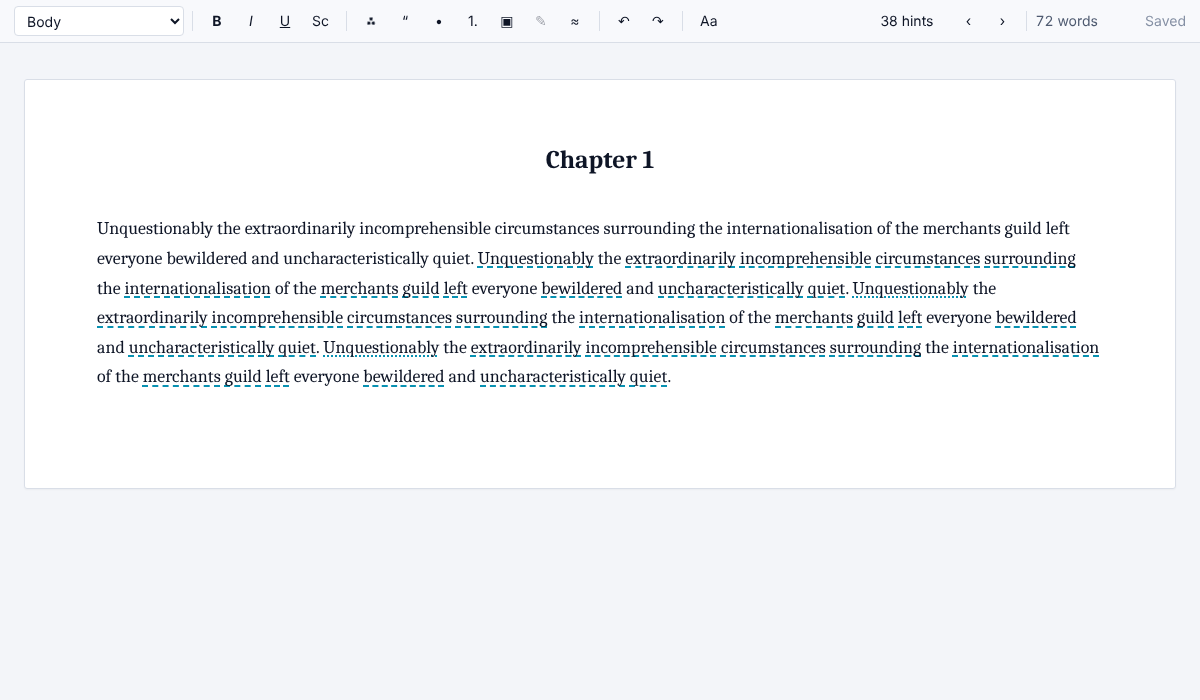 Body B I U Sc “ • 1. ▣ ✎ ≈ ↶ ↷ Aa 38 hints ‹ › 72 words Saved
Chapter 1
Unquestionably the extraordinarily incomprehensible circumstances surrounding the internationalisation of the merchants guild left
everyone bewildered and uncharacteristically quiet. Unquestionably the extraordinarily incomprehensible circumstances surrounding
the internationalisation of the merchants guild left everyone bewildered and uncharacteristically quiet. Unquestionably the
extraordinarily incomprehensible circumstances surrounding the internationalisation of the merchants guild left everyone bewildered
and uncharacteristically quiet. Unquestionably the extraordinarily incomprehensible circumstances surrounding the internationalisation
of the merchants guild left everyone bewildered and uncharacteristically quiet.